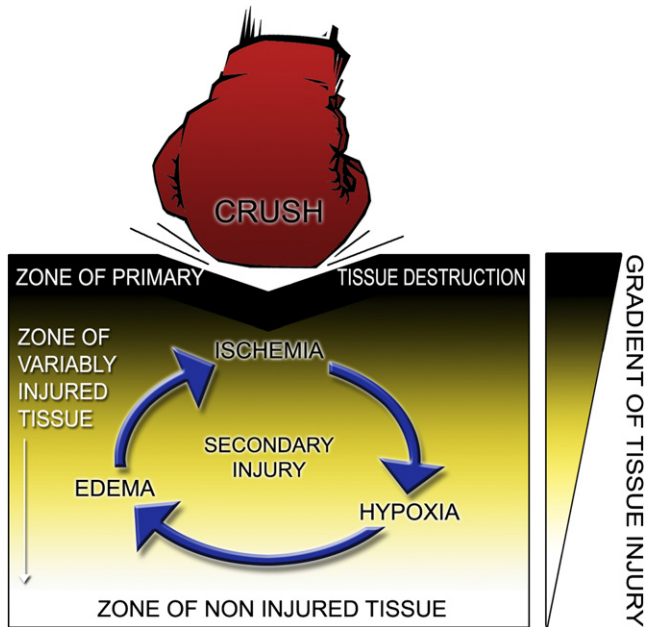 CRUSH
ZONE OF PRIMARY TISSUE DESTRUCTION
ZONE OF
VARIABLY
INJURED
TISSUE
ISCHEMIA
SECONDARY
INJURY
EDEMA
HYPOXIA
ZONE OF NON INJURED TISSUE
GRADIENT OF TISSUE INJURY